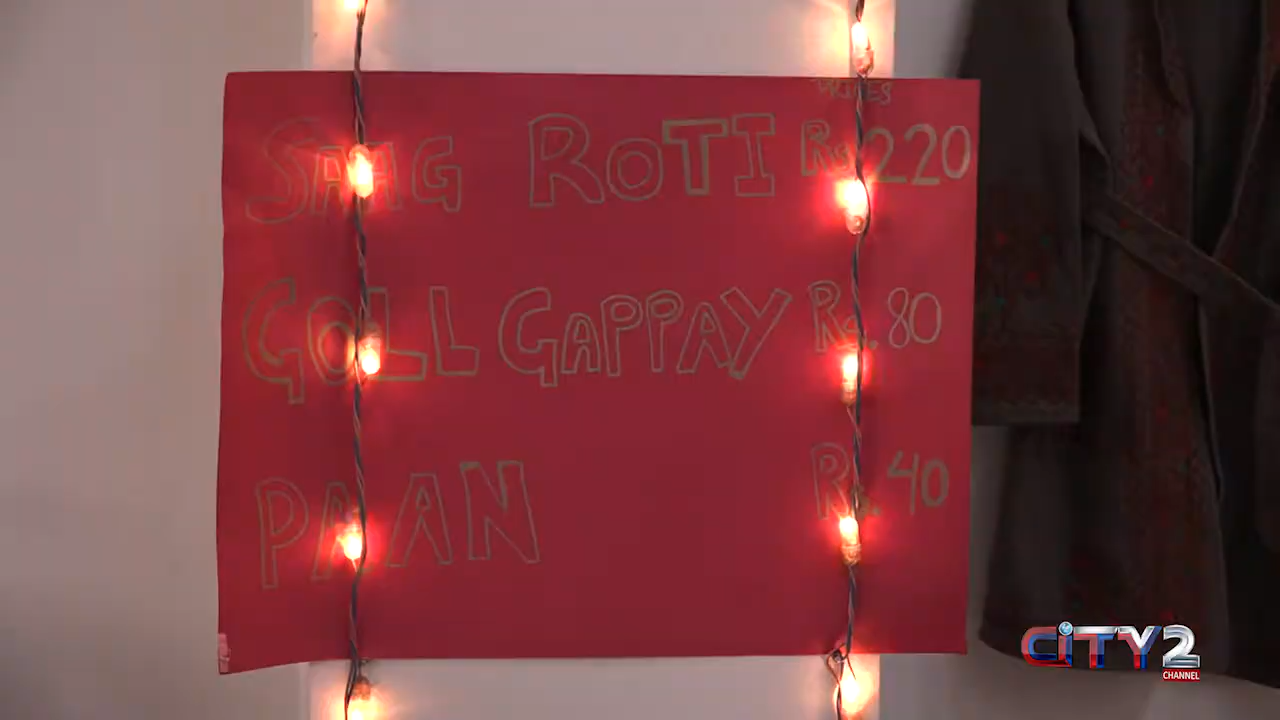 PRICES
SAAG ROTI Rs.220
GOLL GAPPAY Rs.80
PAAN Rs.40
CITY2
CHANNEL